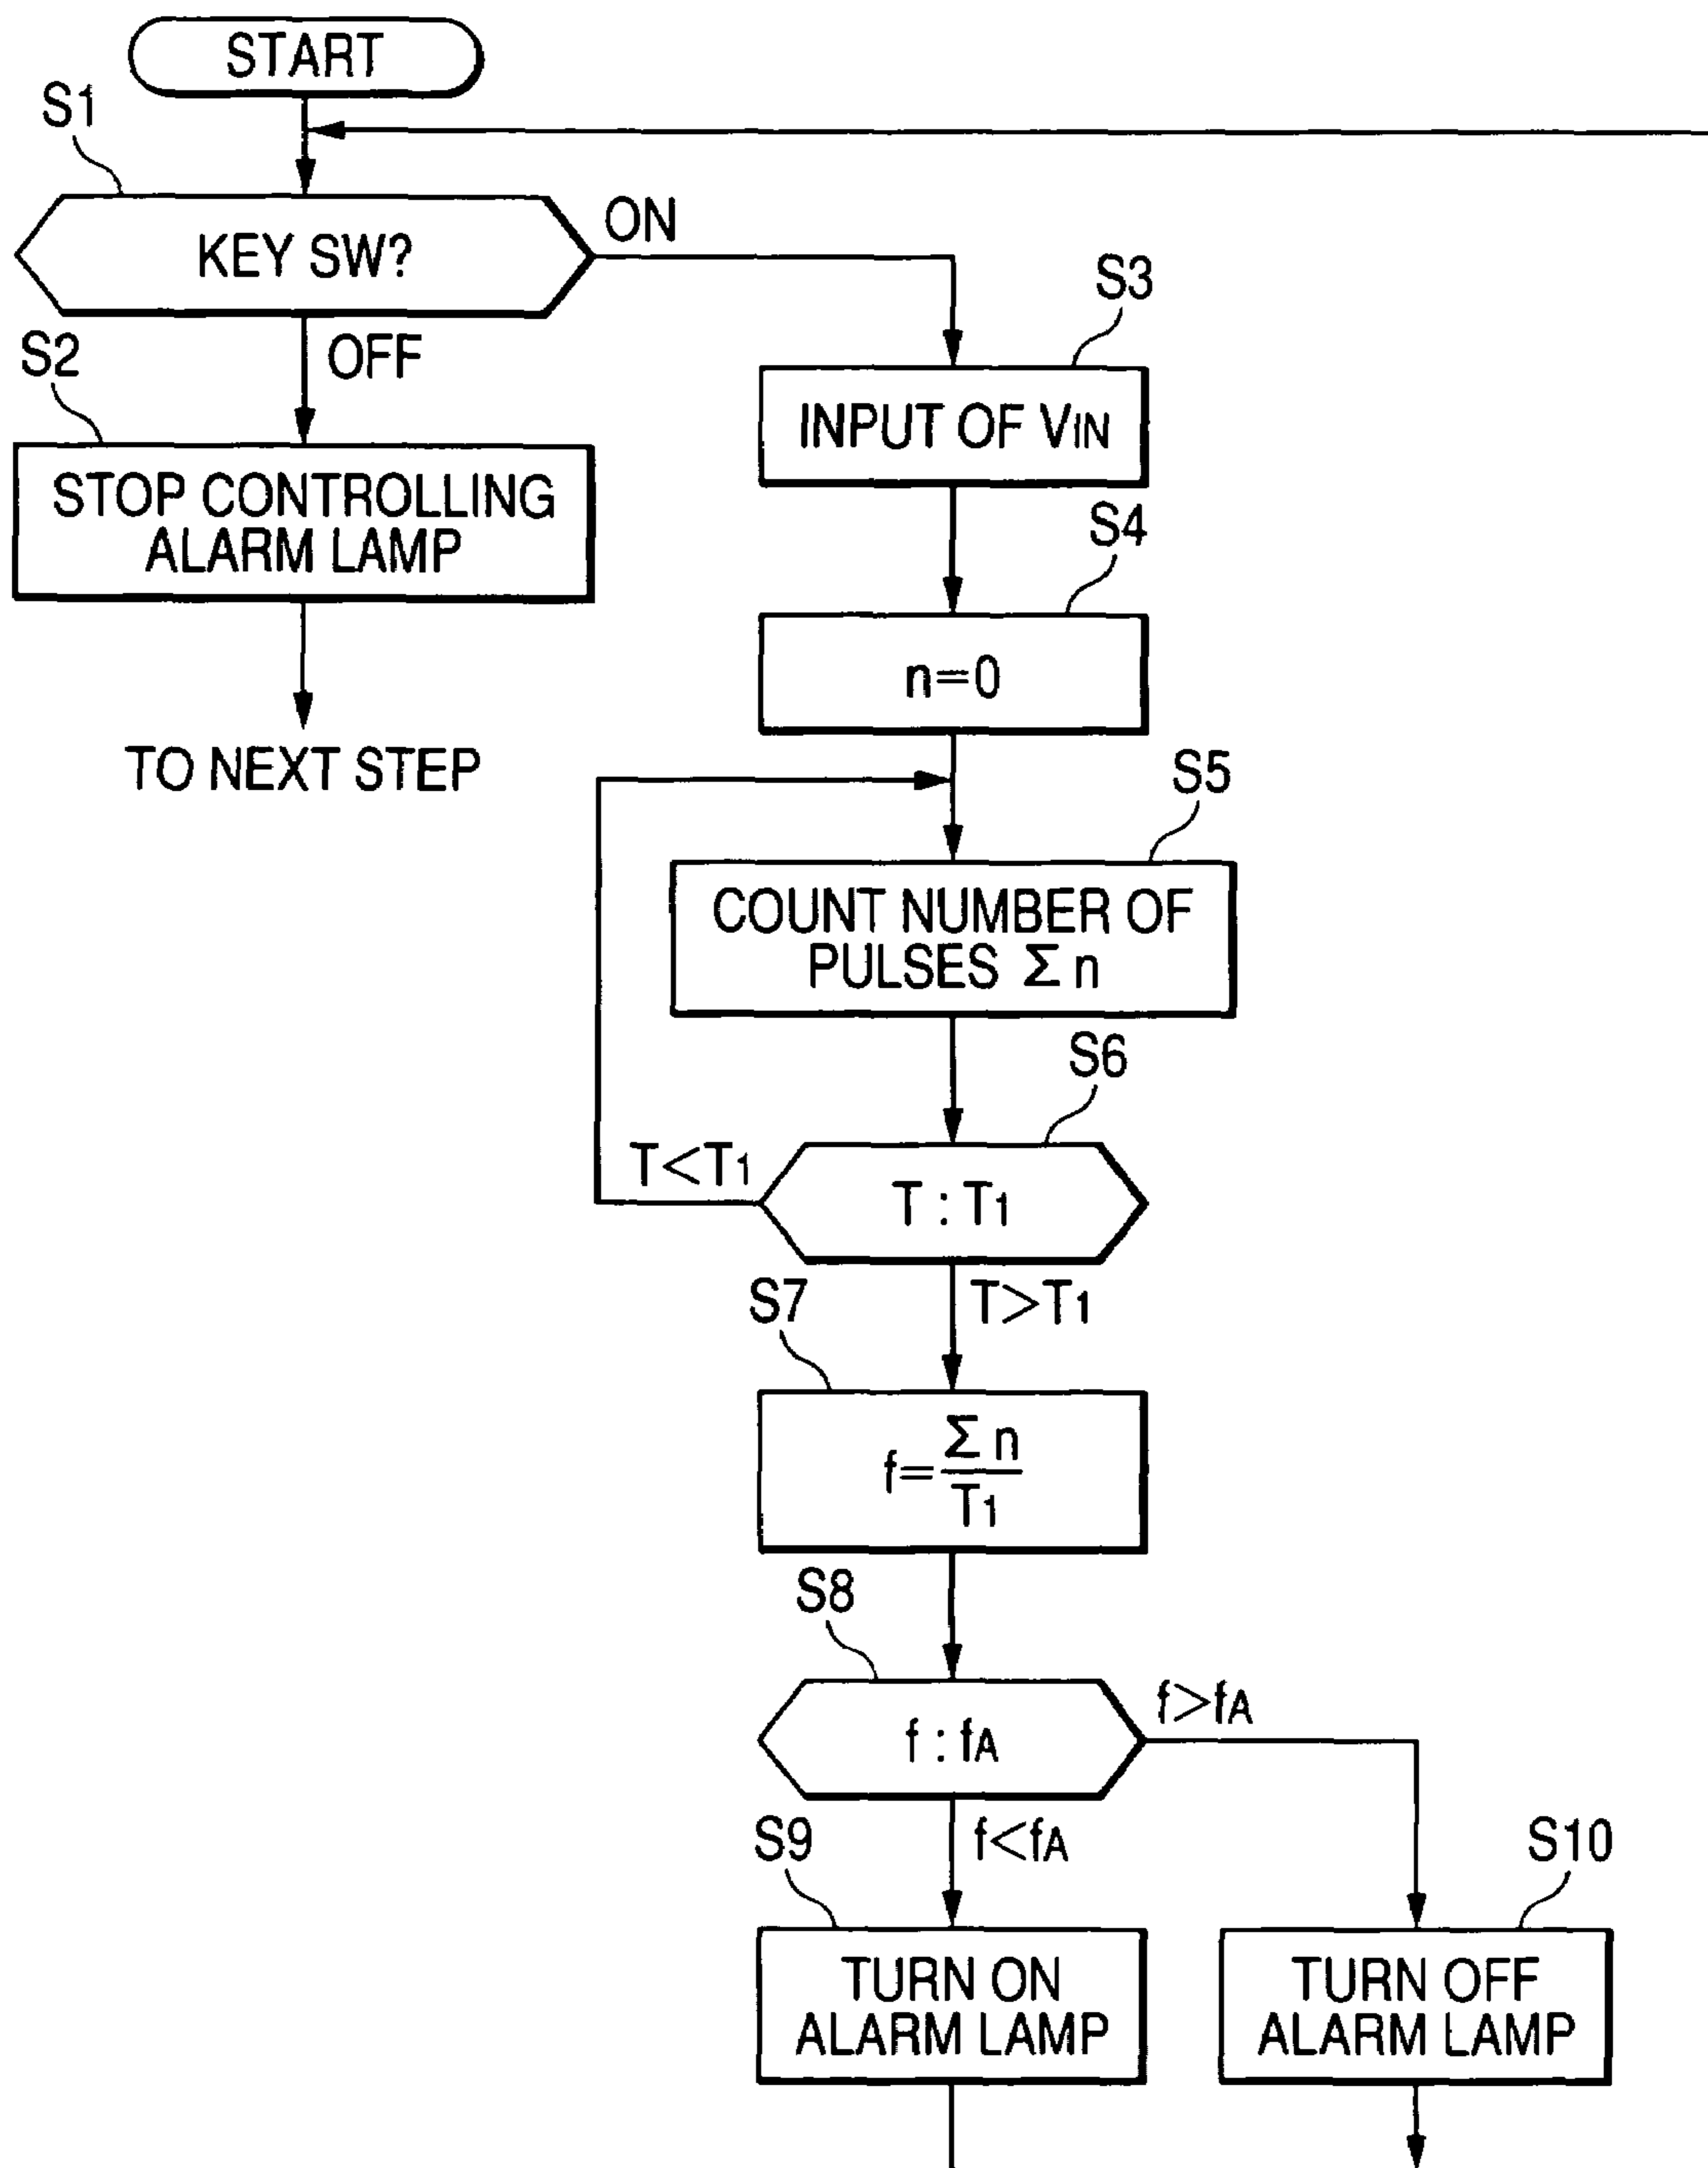 START
S1
KEY SW?
ON
OFF
S2
STOP CONTROLLING
ALARM LAMP
TO NEXT STEP
S3
INPUT OF VIN
S4
n=0
S5
COUNT NUMBER OF
PULSES Σ n
S6
T : T1
T<T1
T>T1
S7
f=Σ n/T1
S8
f : fA
f>fA
f<fA
S9
TURN ON
ALARM LAMP
S10
TURN OFF
ALARM LAMP